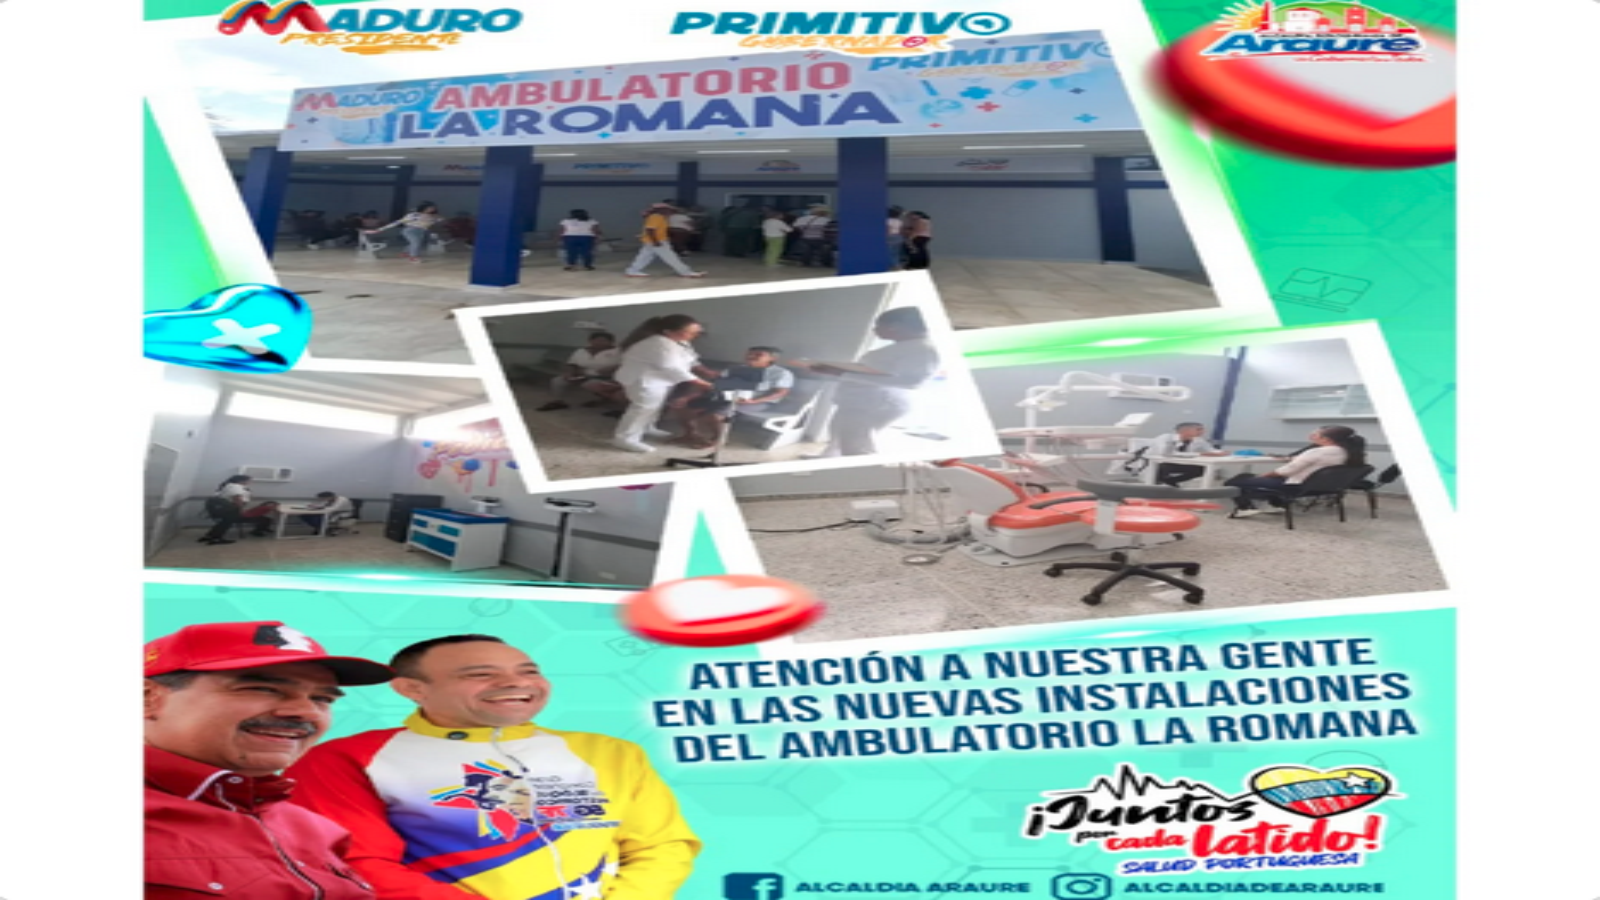 MADURO
PRESIDENTE
PRIMITIVO
GOBERNADOR
Araure
MADURO
AMBULATORIO
PRIMITIVO
LA ROMANA
ATENCIÓN A NUESTRA GENTE
EN LAS NUEVAS INSTALACIONES
DEL AMBULATORIO LA ROMANA
¡Juntos
por cada Latido!
SALUD PORTUGUESA
ALCALDIA ARAURE
ALCALDIADEARAURE